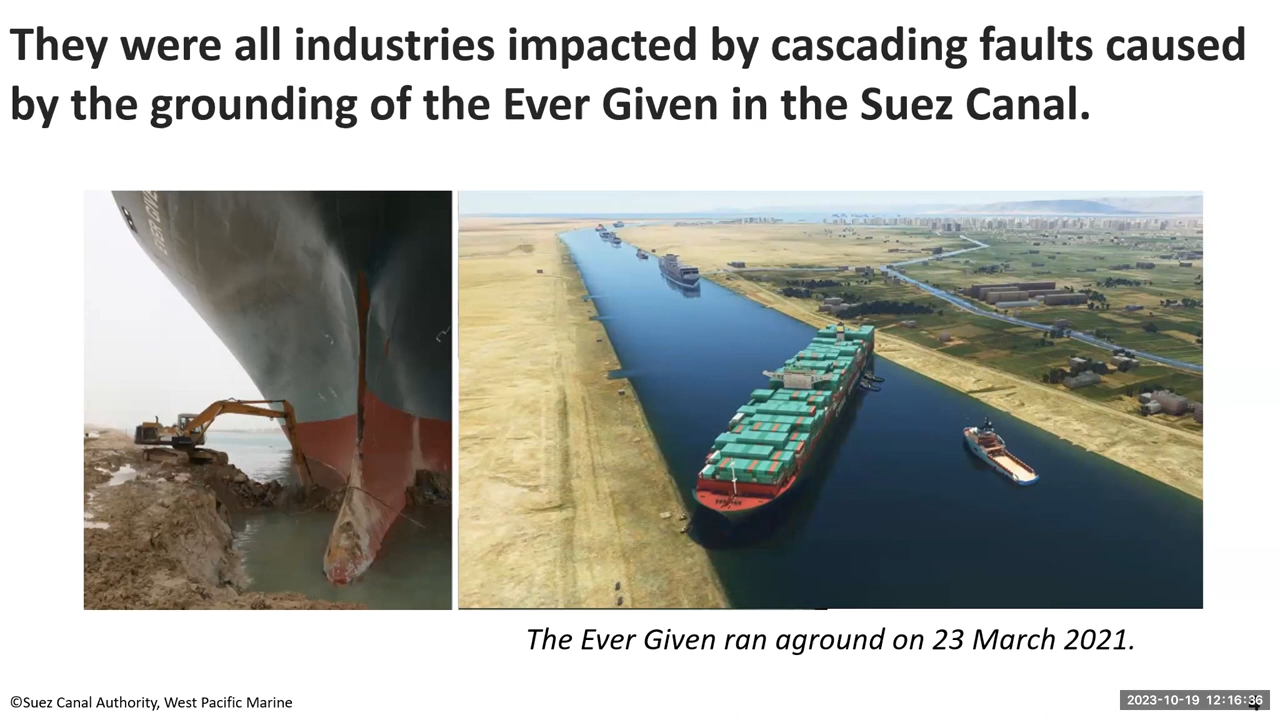 They were all industries impacted by cascading faults caused
by the grounding of the Ever Given in the Suez Canal.
The Ever Given ran aground on 23 March 2021.
©Suez Canal Authority, West Pacific Marine
2023-10-19 12:16:36